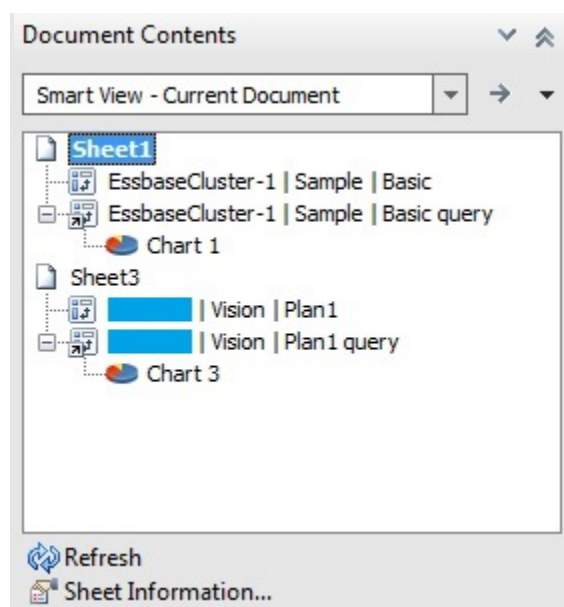 Document Contents
Smart View - Current Document
Sheet1
EssbaseCluster-1 | Sample | Basic
EssbaseCluster-1 | Sample | Basic query
Chart 1
Sheet3
| Vision | Plan1
| Vision | Plan1 query
Chart 3
Refresh
Sheet Information...